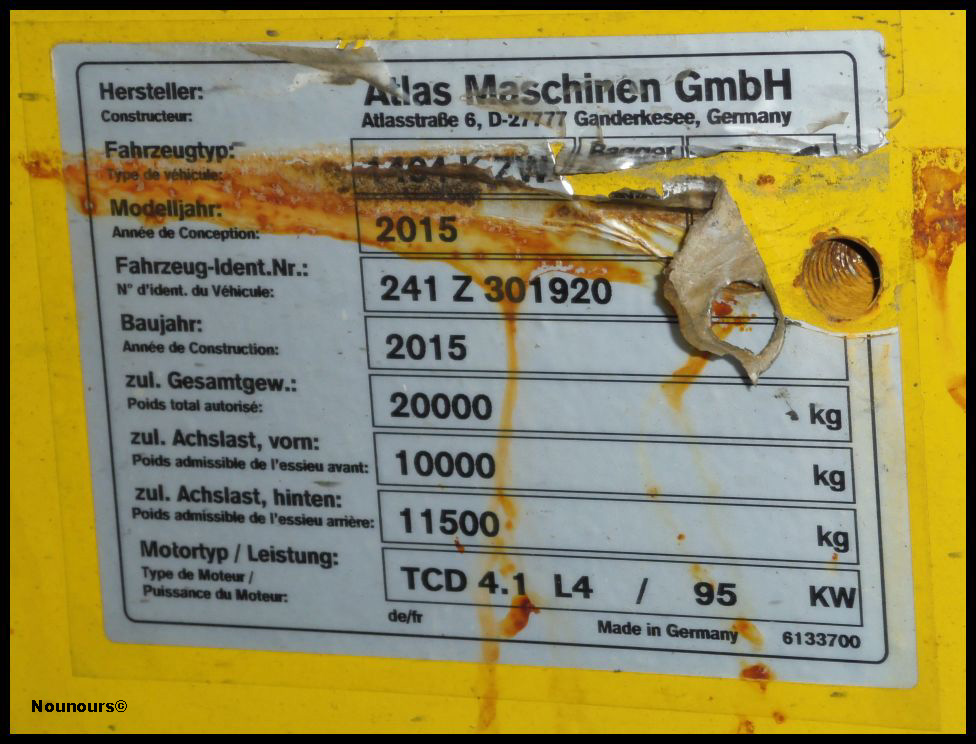 Hersteller: Atlas Maschinen GmbH
Constructeur: Atlasstraße 6, D-27777 Ganderkesee, Germany
Fahrzeugtyp: 1404 K ZW Bagger
Type de véhicule:
Modelljahr: 2015
Année de Conception:
Fahrzeug-Ident.Nr.: 241 Z 301920
N° d'ident. du Véhicule:
Baujahr: 2015
Année de Construction:
zul. Gesamtgew.: 20000 kg
Poids total autorisé:
zul. Achslast, vorn: 10000 kg
Poids admissible de l'essieu avant:
zul. Achslast, hinten: 11500 kg
Poids admissible de l'essieu arrière:
Motortyp / Leistung: TCD 4.1 L4 / 95 KW
Type de Moteur /
Puissance du Moteur:
de/fr Made in Germany 6133700
Nounours©